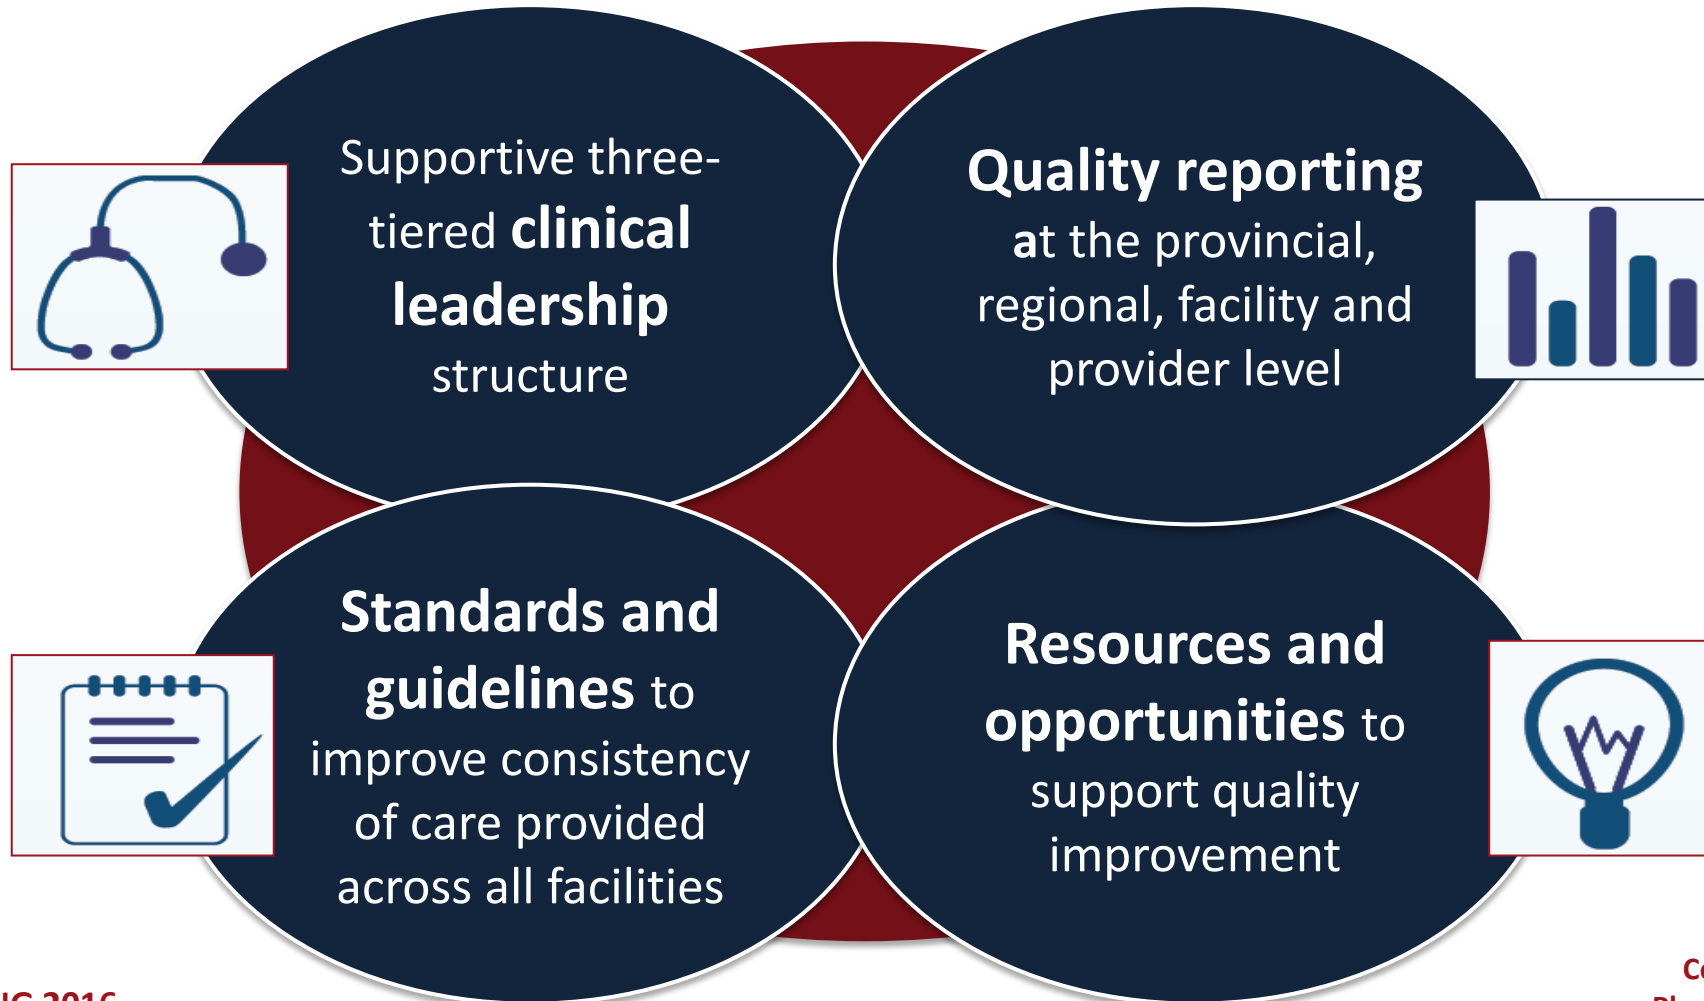 Supportive three-
tiered clinical
leadership
structure
Quality reporting
at the provincial,
regional, facility and
provider level
Standards and
guidelines to
improve consistency
of care provided
across all facilities
Resources and
opportunities to
support quality
improvement
2016